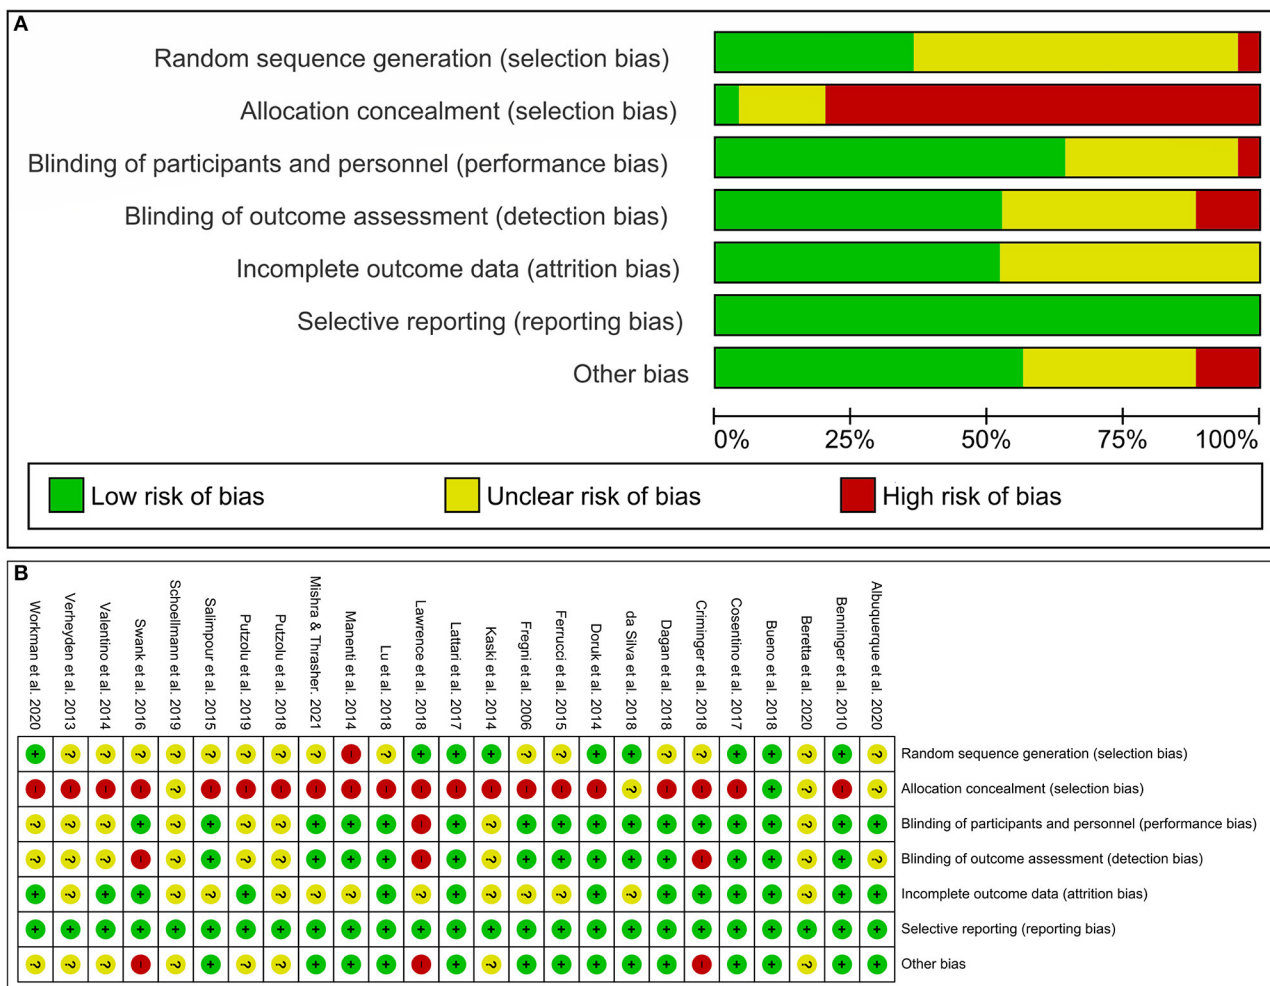 A
Random sequence generation (selection bias)
Allocation concealment (selection bias)
Blinding of participants and personnel (performance bias)
Blinding of outcome assessment (detection bias)
Incomplete outcome data (attrition bias)
Selective reporting (reporting bias)
Other bias
0% 25% 50% 75% 100%
Low risk of bias Unclear risk of bias High risk of bias
B
Workman et al. 2020
Verheyden et al. 2013
Valentino et al. 2014
Swank et al. 2016
Schoellmann et al. 2019
Salimpour et al. 2015
Putzolu et al. 2019
Putzolu et al. 2018
Mishra & Thrasher. 2021
Manenti et al. 2014
Lu et al. 2018
Lawrence et al. 2018
Lattari et al. 2017
Kaski et al. 2014
Fregni et al. 2006
Ferrucci et al. 2015
Doruk et al. 2014
da Silva et al. 2018
Dagan et al. 2018
Criminger et al. 2018
Cosentino et al. 2017
Bueno et al. 2018
Beretta et al. 2020
Benninger et al. 2010
Albuquerque et al. 2020
+ ? ? ? ? ? ? ? ? – ? + + + ? ? + + ? ? + + ? + ? Random sequence generation (selection bias)
– – – – ? – – – – – – – – – – – – ? – – – + ? – ? Allocation concealment (selection bias)
? ? ? + ? + ? ? + + + – + ? + + + + + + + + ? + + Blinding of participants and personnel (performance bias)
? ? ? – ? + ? ? + + + – + ? + + + + + – + + ? + ? Blinding of outcome assessment (detection bias)
+ ? + + ? ? + ? ? ? + ? + ? ? ? + ? + + + + ? + + Incomplete outcome data (attrition bias)
+ + + + + + + + + + + + + + + + + + + + + + + + + Selective reporting (reporting bias)
? ? ? – ? + ? ? + + + – + ? + + + + + – + + ? + + Other bias